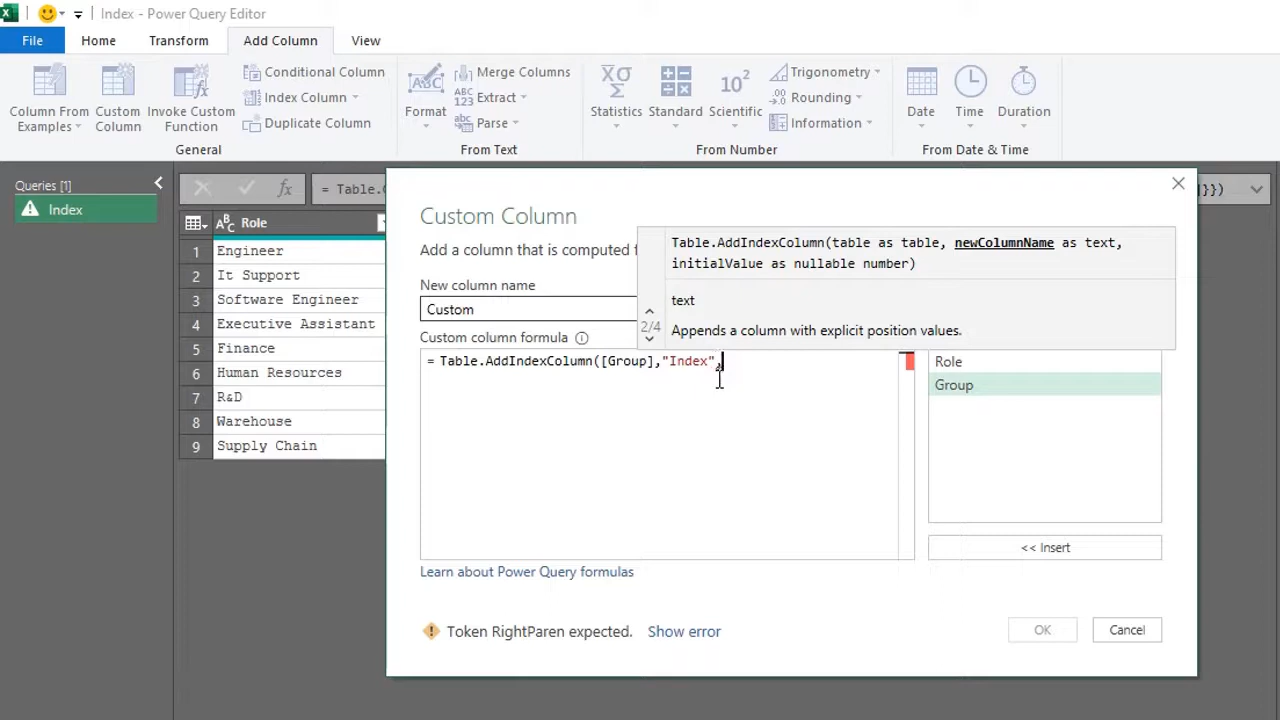 Index - Power Query Editor
File
Home
Transform
Add Column
View
Column From
Examples
Custom
Column
Invoke Custom
Function
Conditional Column
Index Column
Duplicate Column
General
Format
Merge Columns
Extract
Parse
From Text
Statistics
Standard
Scientific
Trigonometry
Rounding
Information
From Number
Date
Time
Duration
From Date & Time
Queries [1]
Index
= Table.
]}})
Role
1 Engineer
2 It Support
3 Software Engineer
4 Executive Assistant
5 Finance
6 Human Resources
7 R&D
8 Warehouse
9 Supply Chain
Custom Column
Add a column that is computed f
New column name
Custom
Custom column formula
= Table.AddIndexColumn([Group],"Index",
Table.AddIndexColumn(table as table, newColumnName as text,
initialValue as nullable number)
2/4
text
Appends a column with explicit position values.
Role
Group
<< Insert
Learn about Power Query formulas
Token RightParen expected. Show error
OK
Cancel